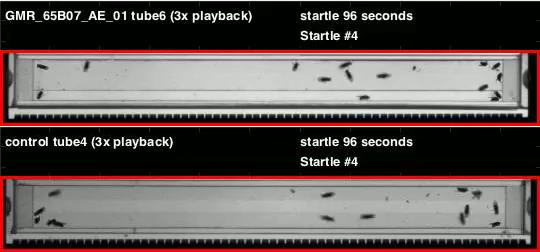 GMR_65B07_AE_01 tube6 (3x playback) startle 96 seconds
Startle #4
control tube4 (3x playback) startle 96 seconds
Startle #4